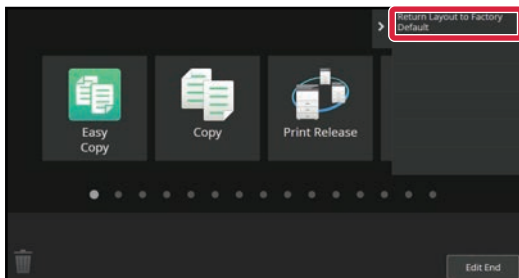 Return Layout to Factory
Default
Easy
Copy
Copy
Print Release
Edit End